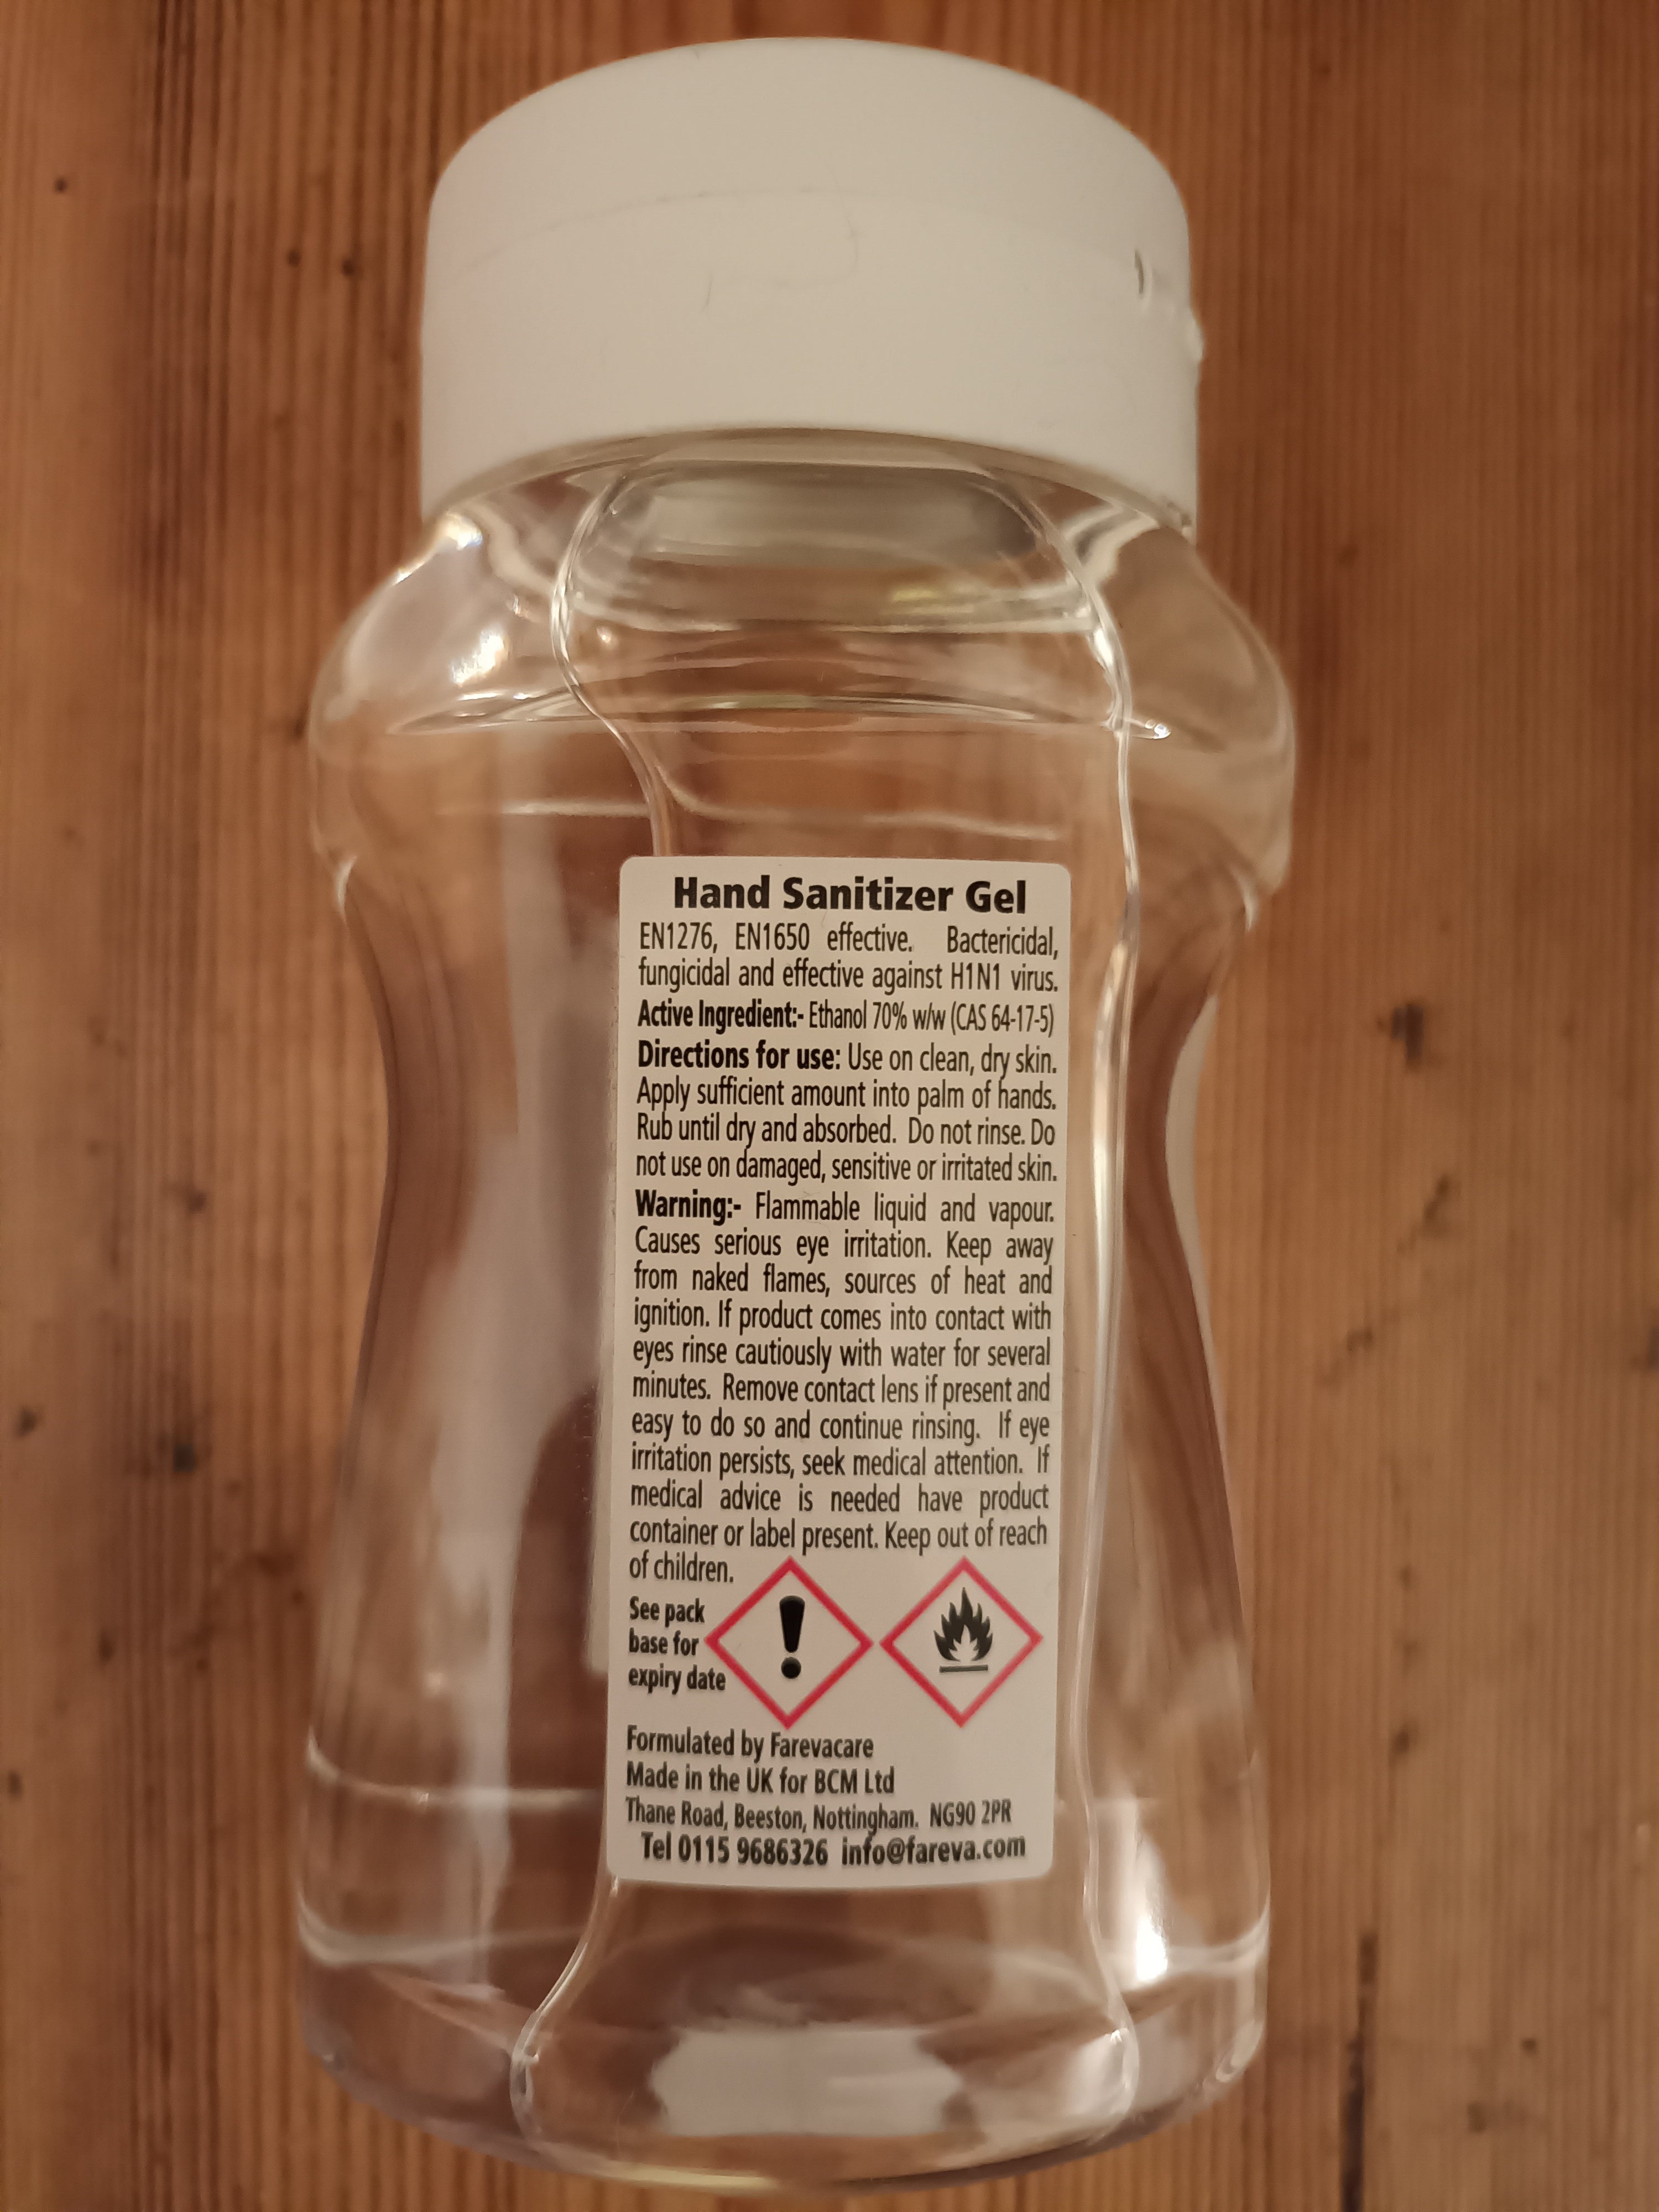 Hand Sanitizer Gel
EN1276, EN1650 effective. Bactericidal,
fungicidal and effective against H1N1 virus.
Active Ingredient:- Ethanol 70% w/w (CAS 64-17-5)
Directions for use: Use on clean, dry skin.
Apply sufficient amount into palm of hands.
Rub until dry and absorbed. Do not rinse. Do
not use on damaged, sensitive or irritated skin.
Warning:- Flammable liquid and vapour.
Causes serious eye irritation. Keep away
from naked flames, sources of heat and
ignition. If product comes into contact with
eyes rinse cautiously with water for several
minutes. Remove contact lens if present and
easy to do so and continue rinsing. If eye
irritation persists, seek medical attention. If
medical advice is needed have product
container or label present. Keep out of reach
of children.
See pack
base for
expiry date
Formulated by Farevacare
Made in the UK for BCM Ltd
Thane Road, Beeston, Nottingham. NG90 2PR
Tel 0115 9686326 info@fareva.com